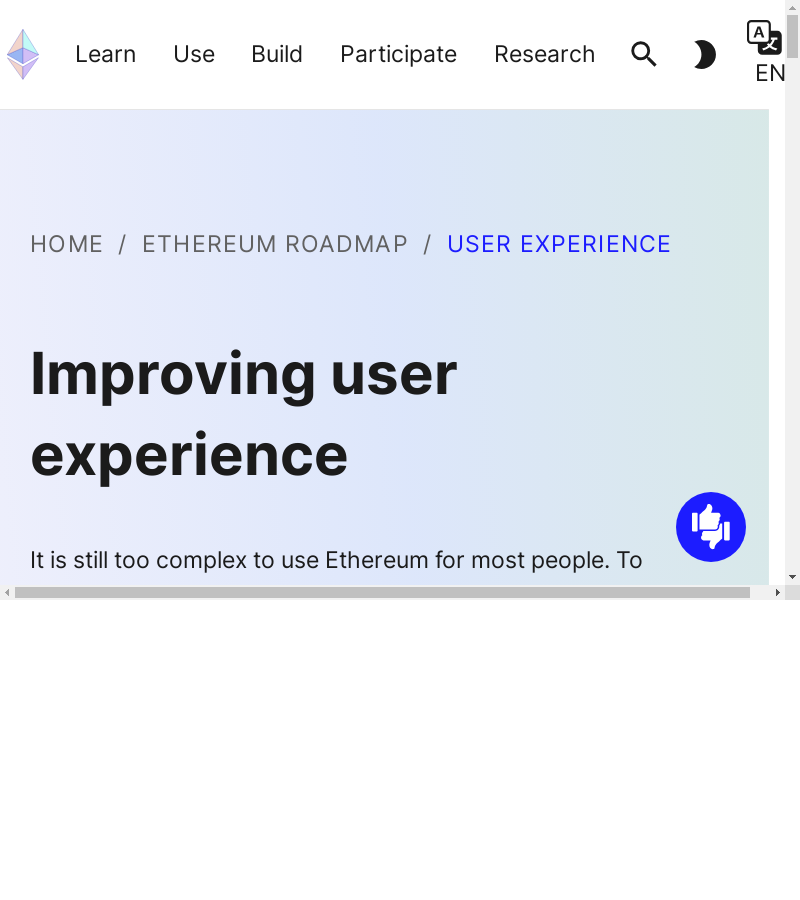 Learn Use Build Participate Research
EN
HOME / ETHEREUM ROADMAP / USER EXPERIENCE
Improving user
experience
It is still too complex to use Ethereum for most people. To